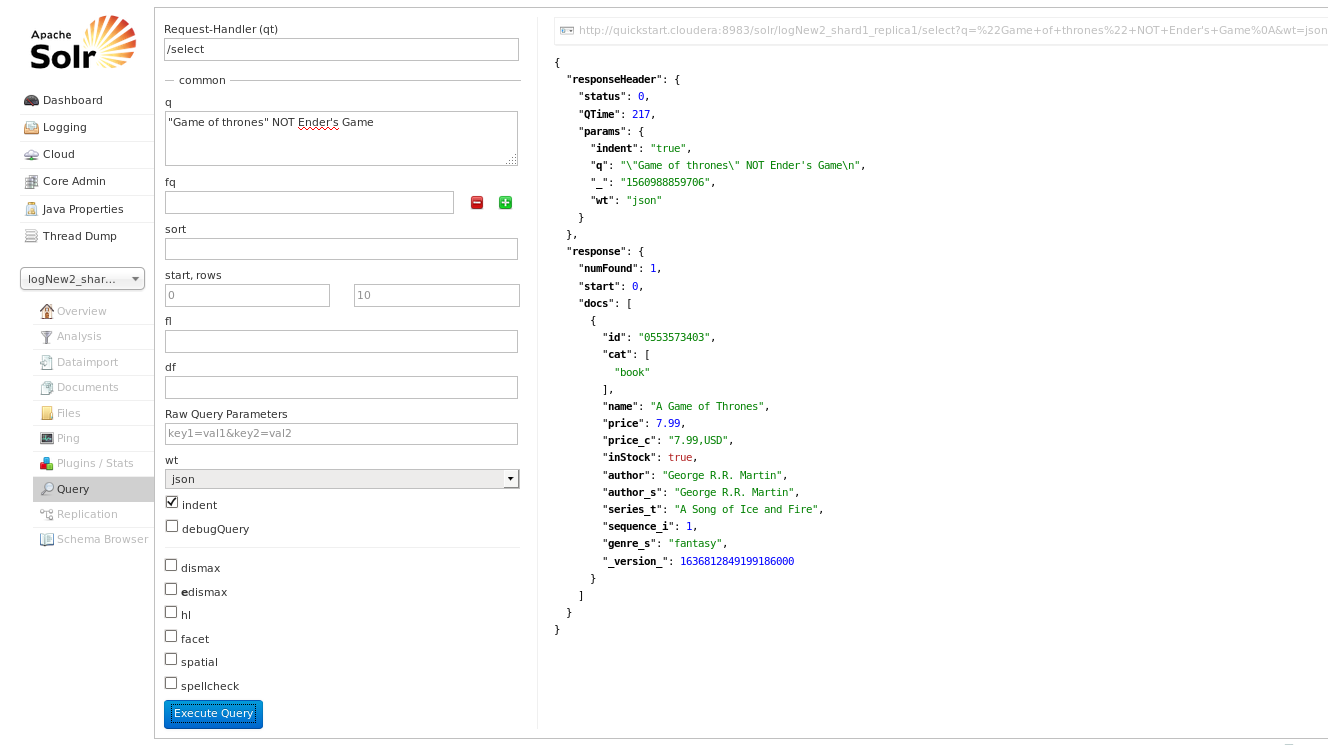 Apache
Solr
Dashboard
Logging
Cloud
Core Admin
Java Properties
Thread Dump
logNew2_shar...
Overview
Analysis
Dataimport
Documents
Files
Ping
Plugins / Stats
Query
Replication
Schema Browser
Request-Handler (qt)
/select
common
q
"Game of thrones" NOT Ender's Game
fq
sort
start, rows
0 10
fl
df
Raw Query Parameters
key1=val1&key2=val2
wt
json
indent
debugQuery
dismax
edismax
hl
facet
spatial
spellcheck
Execute Query
http://quickstart.cloudera:8983/solr/logNew2_shard1_replica1/select?q=%22Game+of+thrones%22+NOT+Ender's+Game%0A&wt=json
{
"responseHeader": {
"status": 0,
"QTime": 217,
"params": {
"indent": "true",
"q": "\"Game of thrones\" NOT Ender's Game\n",
"_": "1560988859706",
"wt": "json"
}
},
"response": {
"numFound": 1,
"start": 0,
"docs": [
{
"id": "0553573403",
"cat": [
"book"
],
"name": "A Game of Thrones",
"price": 7.99,
"price_c": "7.99,USD",
"inStock": true,
"author": "George R.R. Martin",
"author_s": "George R.R. Martin",
"series_t": "A Song of Ice and Fire",
"sequence_i": 1,
"genre_s": "fantasy",
"_version_": 1636812849199186000
}
]
}
}